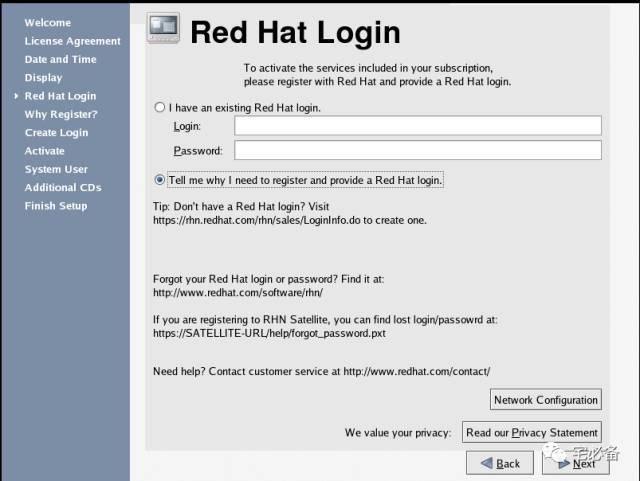 Welcome
License Agreement
Date and Time
Display
Red Hat Login
Why Register?
Create Login
Activate
System User
Additional CDs
Finish Setup
Red Hat Login
To activate the services included in your subscription,
please register with Red Hat and provide a Red Hat login.
I have an existing Red Hat login.
Login:
Password:
Tell me why I need to register and provide a Red Hat login.
Tip: Don't have a Red Hat login? Visit
https://rhn.redhat.com/rhn/sales/LoginInfo.do to create one.
Forgot your Red Hat login or password? Find it at:
http://www.redhat.com/software/rhn/
If you are registering to RHN Satellite, you can find lost login/passowrd at:
https://SATELLITE-URL/help/forgot_password.pxt
Need help? Contact customer service at http://www.redhat.com/contact/
Network Configuration
We value your privacy: Read our Privacy Statement
Back Next
宅必备